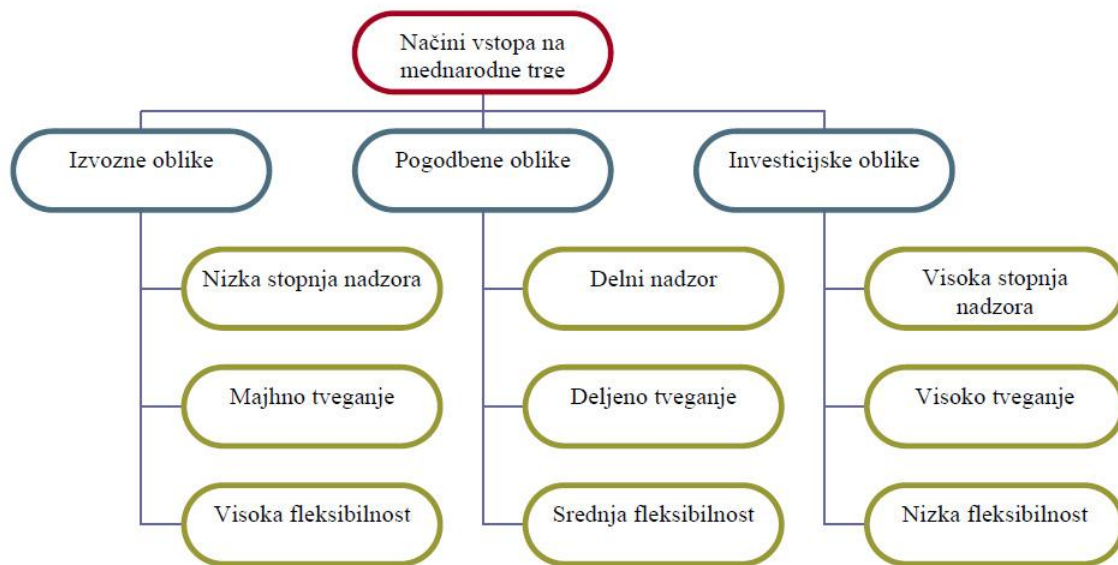 Načini vstopa na
mednarodne trge
Izvozne oblike
Pogodbene oblike
Investicijske oblike
Nizka stopnja nadzora
Delni nadzor
Visoka stopnja
nadzora
Majhno tveganje
Deljeno tveganje
Visoko tveganje
Visoka fleksibilnost
Srednja fleksibilnost
Nizka fleksibilnost